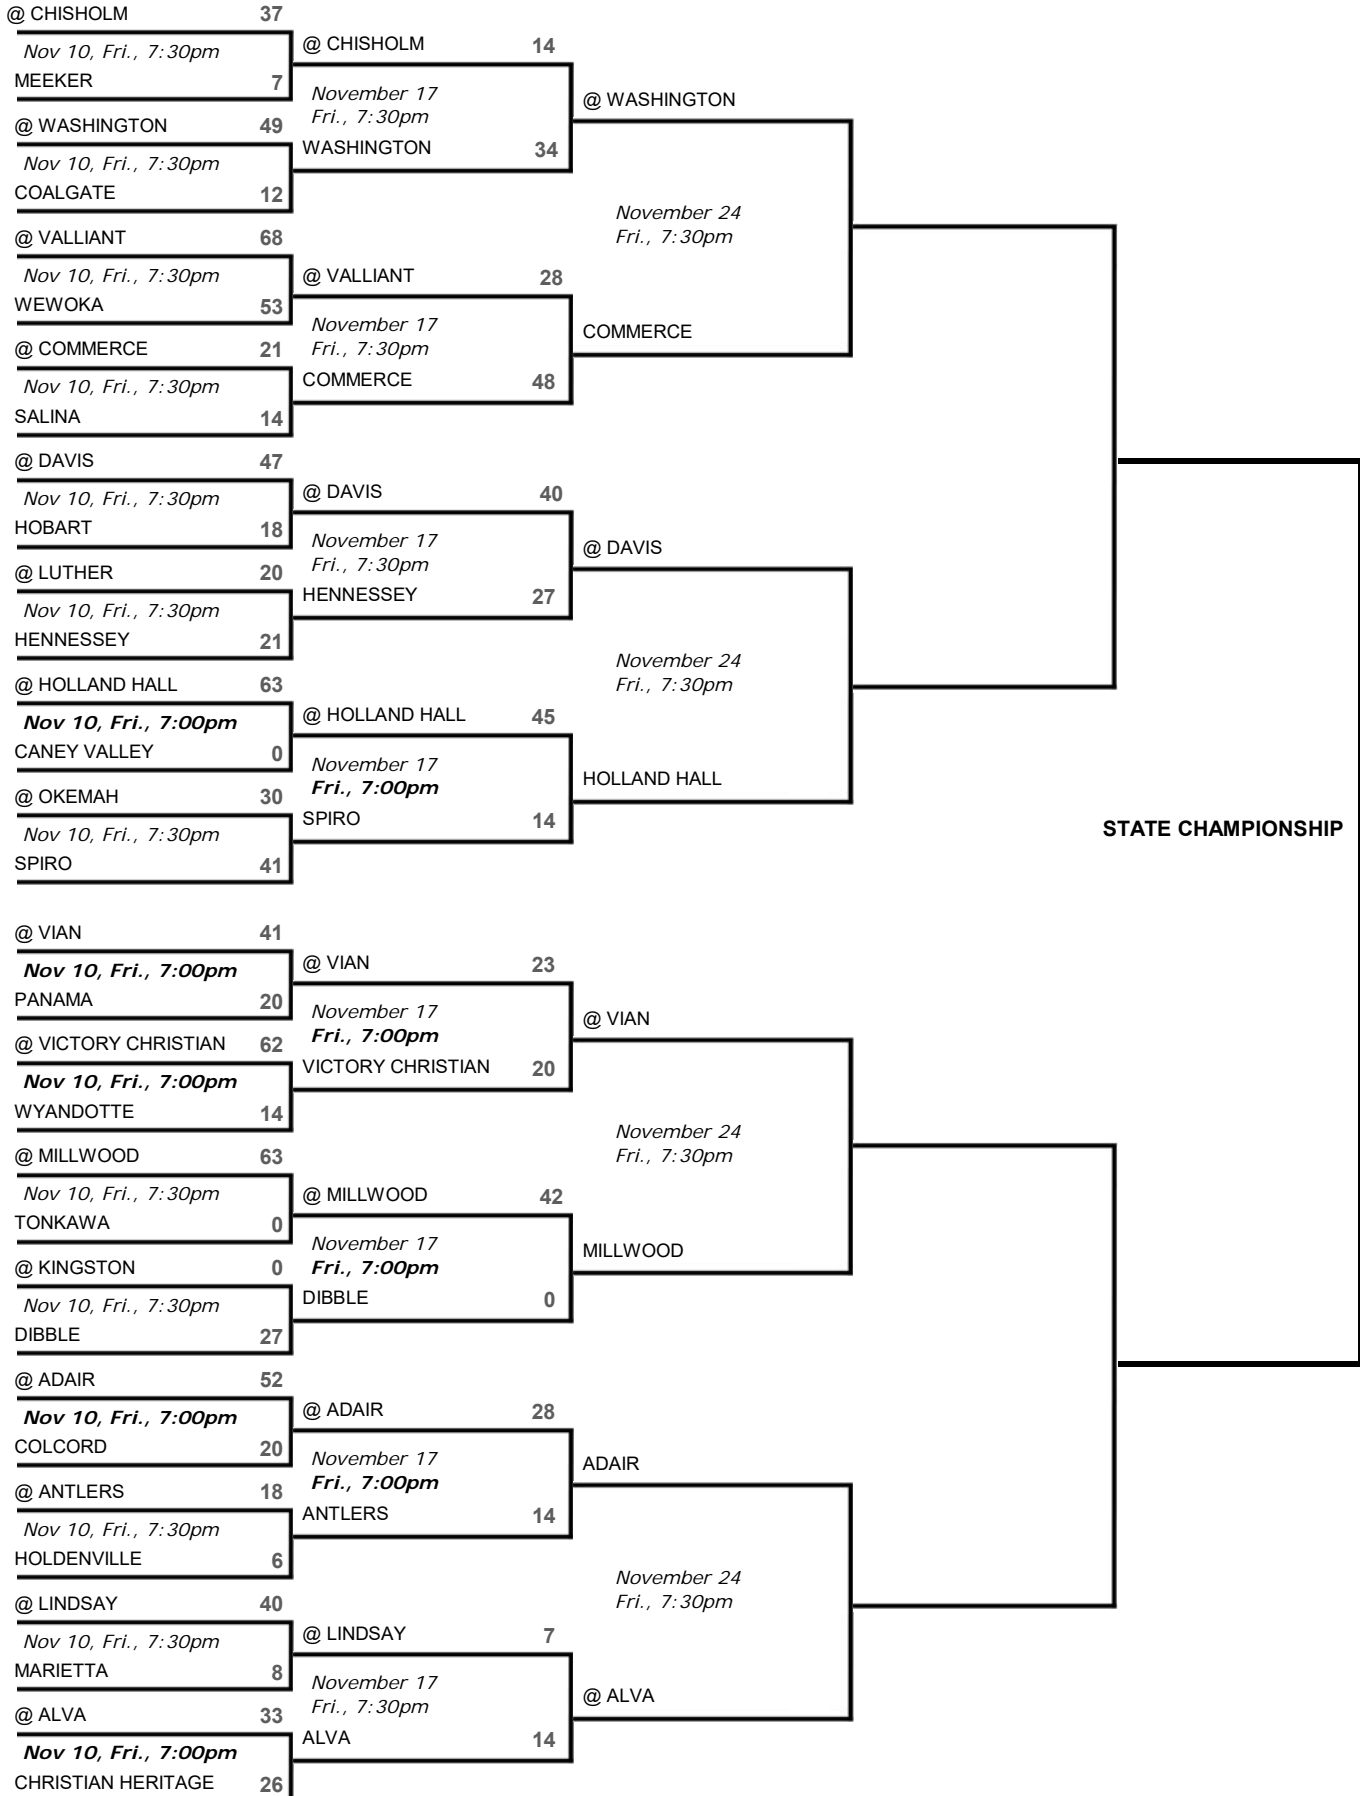 @ CHISHOLM 37
Nov 10, Fri., 7:30pm
MEEKER 7
@ WASHINGTON 49
Nov 10, Fri., 7:30pm
COALGATE 12
@ VALLIANT 68
Nov 10, Fri., 7:30pm
WEWOKA 53
@ COMMERCE 21
Nov 10, Fri., 7:30pm
SALINA 14
@ DAVIS 47
Nov 10, Fri., 7:30pm
HOBART 18
@ LUTHER 20
Nov 10, Fri., 7:30pm
HENNESSEY 21
@ HOLLAND HALL 63
Nov 10, Fri., 7:00pm
CANEY VALLEY 0
@ OKEMAH 30
Nov 10, Fri., 7:30pm
SPIRO 41
@ VIAN 41
Nov 10, Fri., 7:00pm
PANAMA 20
@ VICTORY CHRISTIAN 62
Nov 10, Fri., 7:00pm
WYANDOTTE 14
@ MILLWOOD 63
Nov 10, Fri., 7:30pm
TONKAWA 0
@ KINGSTON 0
Nov 10, Fri., 7:30pm
DIBBLE 27
@ ADAIR 52
Nov 10, Fri., 7:00pm
COLCORD 20
@ ANTLERS 18
Nov 10, Fri., 7:30pm
HOLDENVILLE 6
@ LINDSAY 40
Nov 10, Fri., 7:30pm
MARIETTA 8
@ ALVA 33
Nov 10, Fri., 7:00pm
CHRISTIAN HERITAGE 26
@ CHISHOLM 14
November 17
Fri., 7:30pm
WASHINGTON 34
@ VALLIANT 28
November 17
Fri., 7:30pm
COMMERCE 48
@ DAVIS 40
November 17
Fri., 7:30pm
HENNESSEY 27
@ HOLLAND HALL 45
November 17
Fri., 7:00pm
SPIRO 14
@ VIAN 23
November 17
Fri., 7:00pm
VICTORY CHRISTIAN 20
@ MILLWOOD 42
November 17
Fri., 7:00pm
DIBBLE 0
@ ADAIR 28
November 17
Fri., 7:00pm
ANTLERS 14
@ LINDSAY 7
November 17
Fri., 7:30pm
ALVA 14
@ WASHINGTON
November 24
Fri., 7:30pm
COMMERCE
@ DAVIS
November 24
Fri., 7:30pm
HOLLAND HALL
@ VIAN
November 24
Fri., 7:30pm
MILLWOOD
ADAIR
November 24
Fri., 7:30pm
@ ALVA
STATE CHAMPIONSHIP